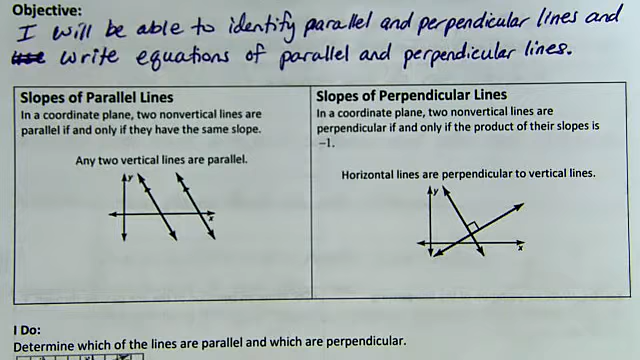 Objective:
I will be able to identify parallel and perpendicular lines and
write equations of parallel and perpendicular lines.
Slopes of Parallel Lines
In a coordinate plane, two nonvertical lines are
parallel if and only if they have the same slope.
Any two vertical lines are parallel.
y
x
Slopes of Perpendicular Lines
In a coordinate plane, two nonvertical lines are
perpendicular if and only if the product of their slopes is
−1.
Horizontal lines are perpendicular to vertical lines.
y
x
I Do:
Determine which of the lines are parallel and which are perpendicular.